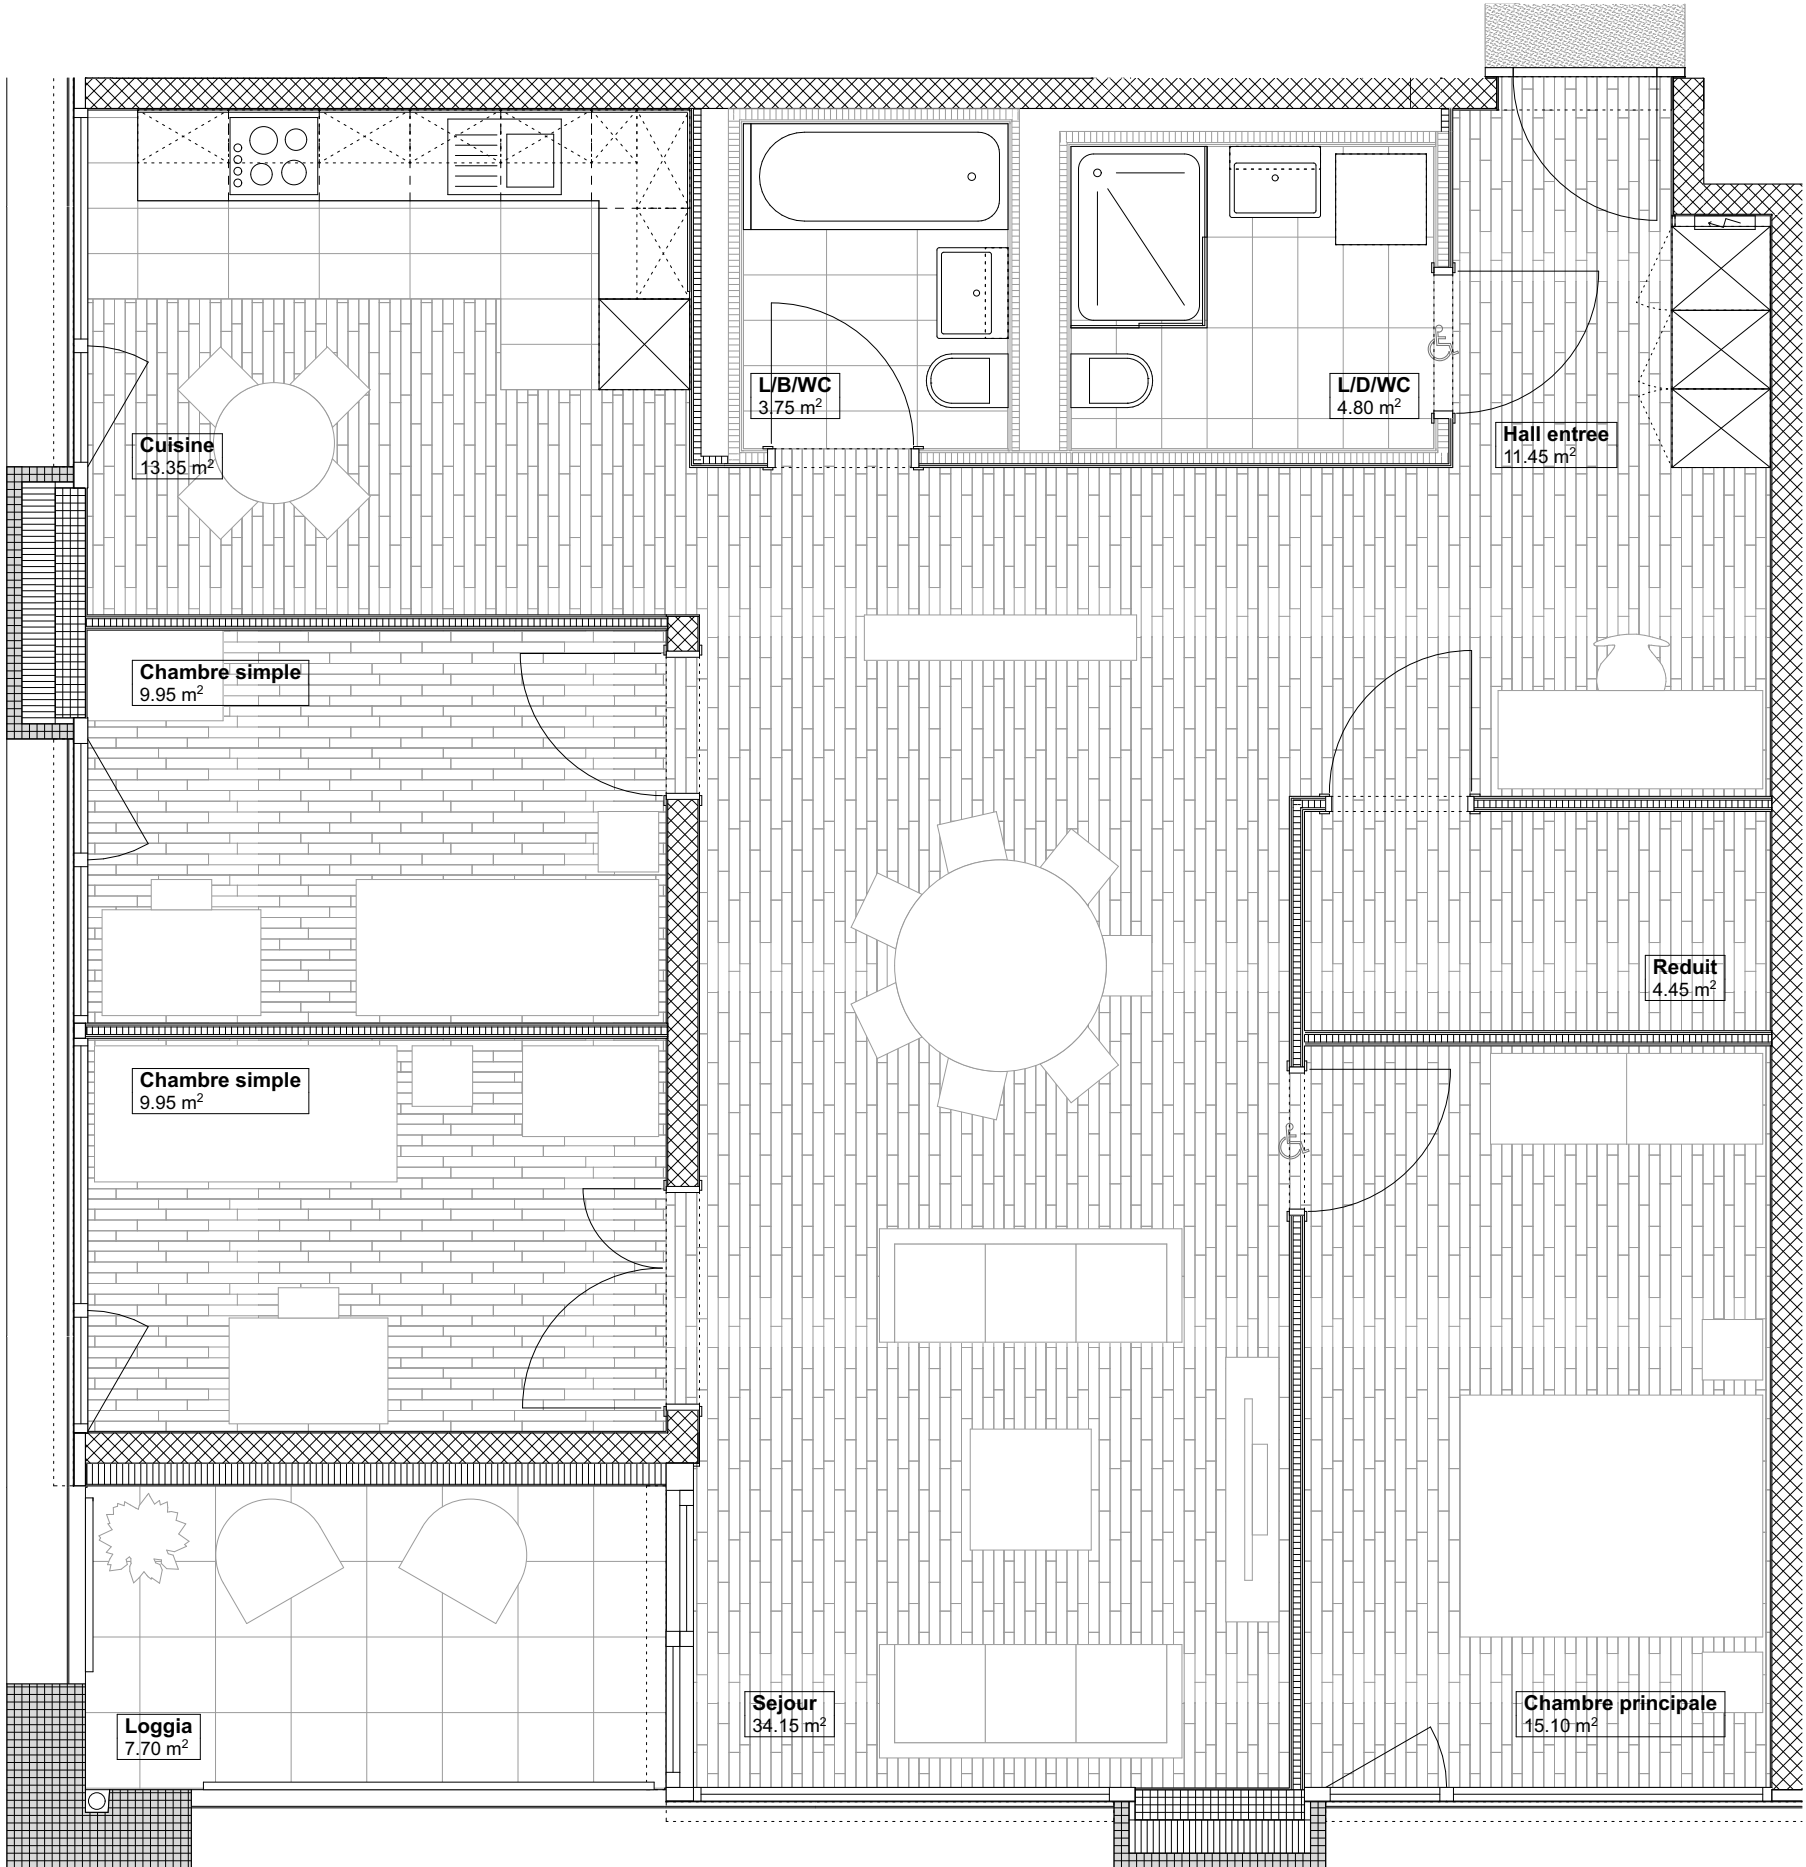 L/B/WC
3.75 m²
L/D/WC
4.80 m²
Cuisine
13.35 m²
Hall entree
11.45 m²
Chambre simple
9.95 m²
Reduit
4.45 m²
Chambre simple
9.95 m²
Sejour
34.15 m²
Chambre principale
15.10 m²
Loggia
7.70 m²